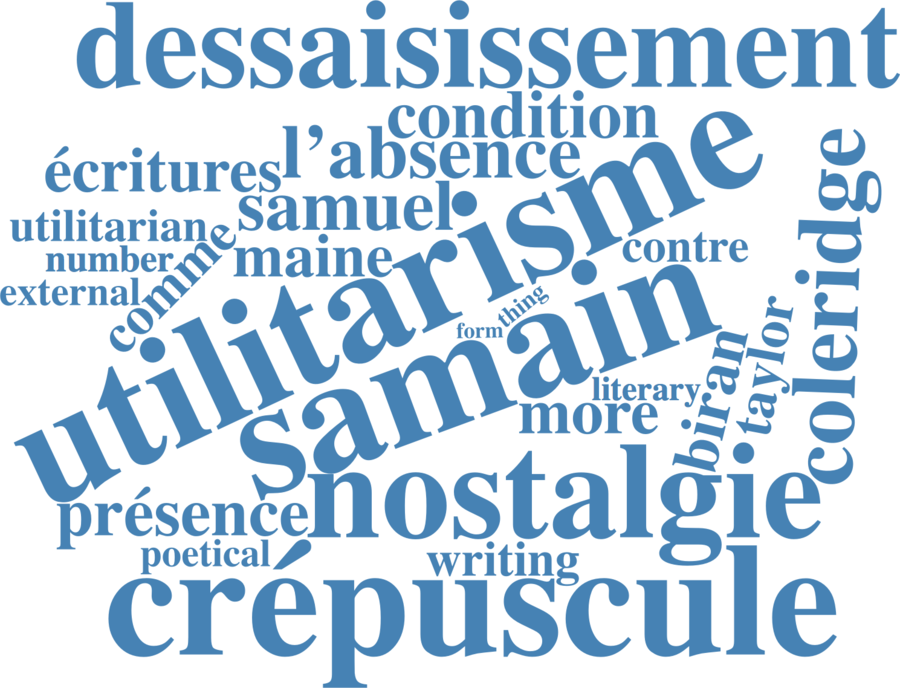 dessaisissement
condition
l’absence
écritures
utilitarisme
samuel
coleridge
utilitarian
comme
maine
contre
number
external
samain
thing
form
biran
taylor
literary
more
nostalgie
présence
poetical
writing
crépuscule